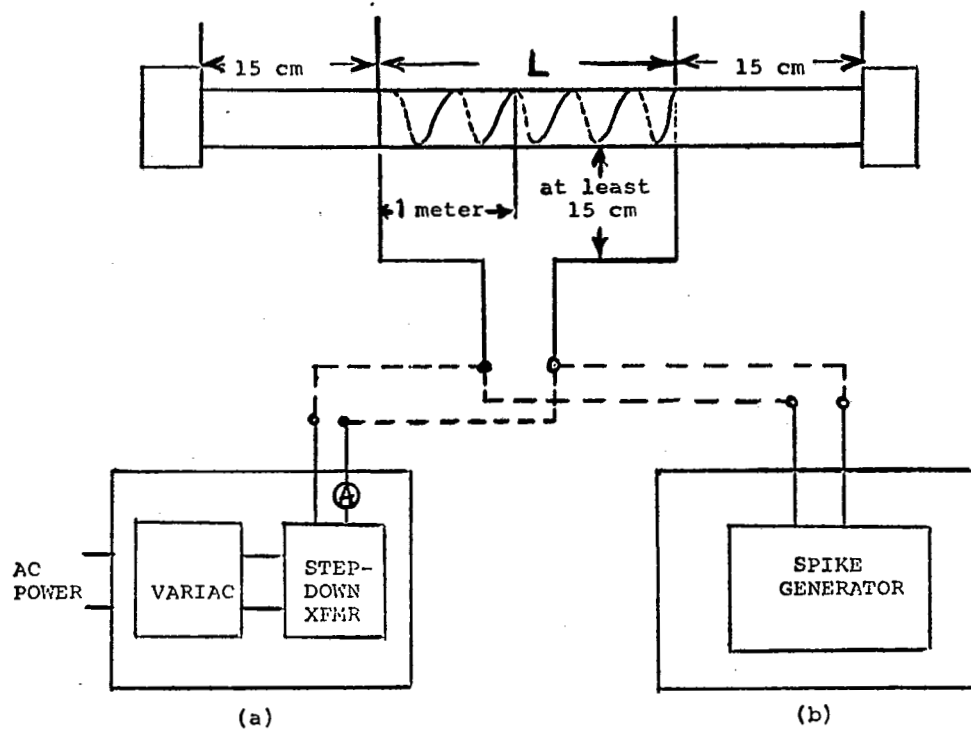 15 cm
L
15 cm
1 meter
at least
15 cm
A
AC
POWER
VARIAC
STEP-
DOWN
XFMR
SPIKE
GENERATOR
(a)
(b)